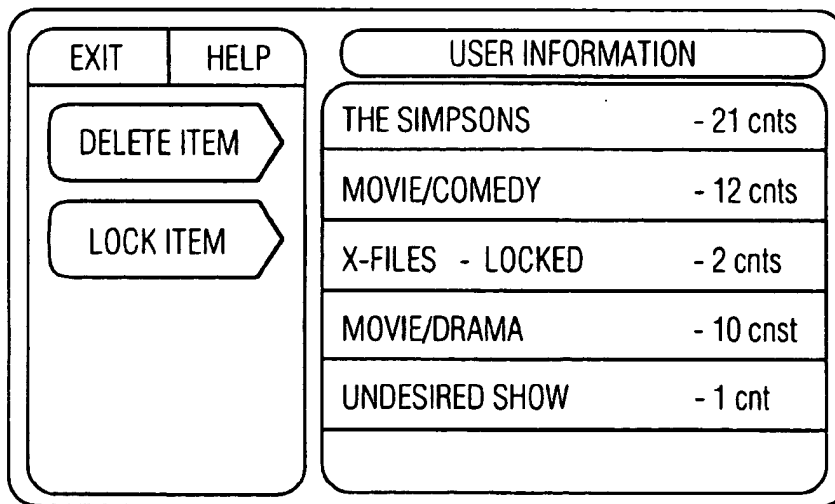 EXIT HELP
DELETE ITEM
LOCK ITEM
USER INFORMATION
THE SIMPSONS - 21 cnts
MOVIE/COMEDY - 12 cnts
X-FILES - LOCKED - 2 cnts
MOVIE/DRAMA - 10 cnst
UNDESIRED SHOW - 1 cnt